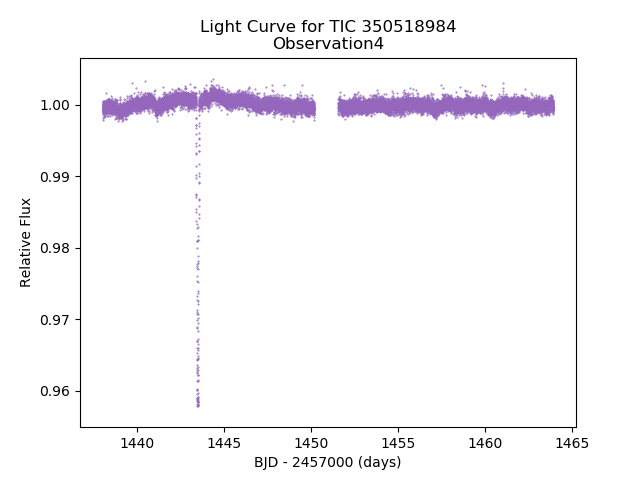 Light Curve for TIC 350518984
Observation4
1.00
0.99
0.98
0.97
0.96
Relative Flux
1440
1445
1450
1455
1460
1465
BJD - 2457000 (days)